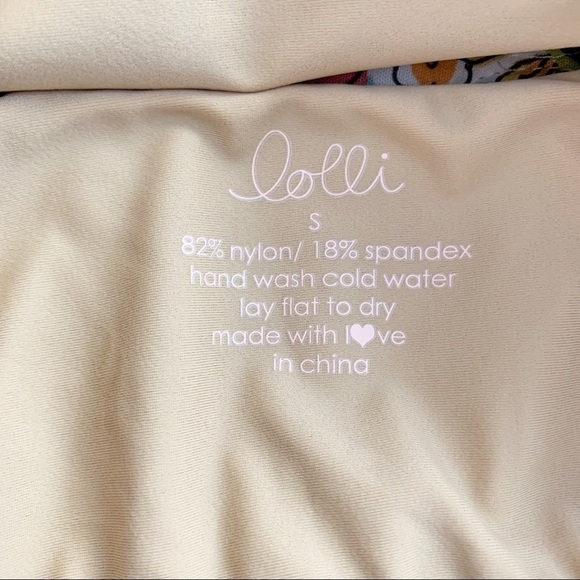 lolli
S
82% nylon/ 18% spandex
hand wash cold water
lay flat to dry
made with l♥ve
in china